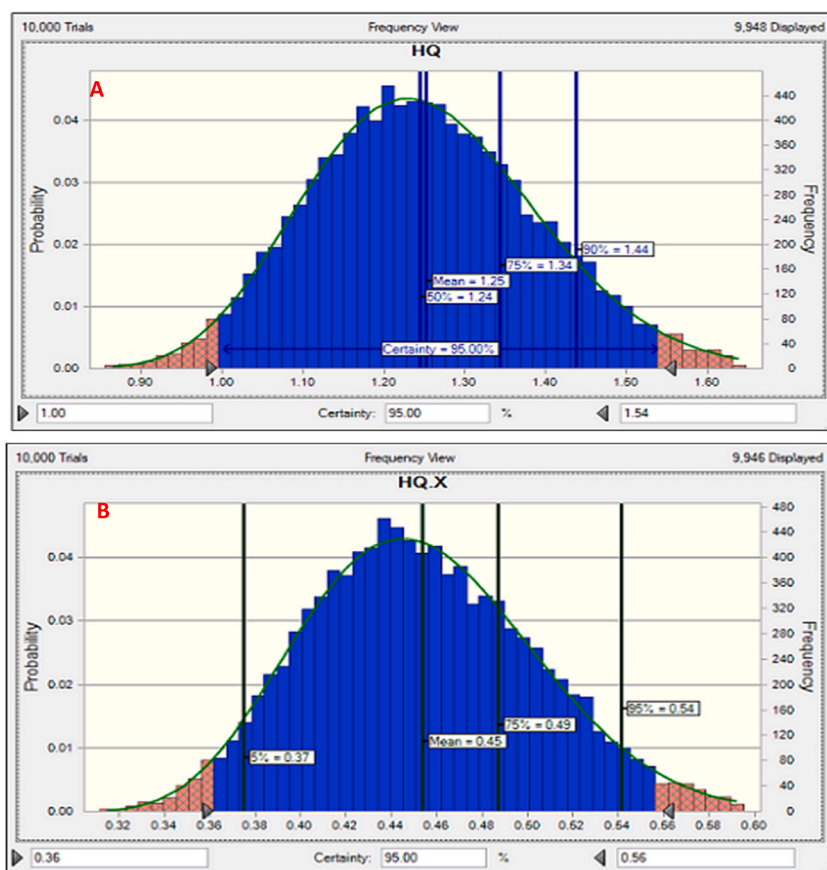 10,000 Trials Frequency View 9,948 Displayed
HQ
A
Probability
0.04
0.03
0.02
0.01
0.00
440
400
360
320
280
240
200
160
120
80
40
0
Frequency
90% = 1.44
75% = 1.34
Mean = 1.25
50% = 1.24
Certainty = 95.00%
0.90 1.00 1.10 1.20 1.30 1.40 1.50 1.60
1.00 Certainty: 95.00 % 1.54
10,000 Trials Frequency View 9,946 Displayed
HQ.X
B
Probability
0.04
0.03
0.02
0.01
0.00
480
440
400
360
320
280
240
200
160
120
80
40
0
Frequency
95% = 0.54
75% = 0.49
Mean = 0.45
5% = 0.37
0.32 0.34 0.36 0.38 0.40 0.42 0.44 0.46 0.48 0.50 0.52 0.54 0.56 0.58 0.60
0.36 Certainty: 95.00 % 0.56